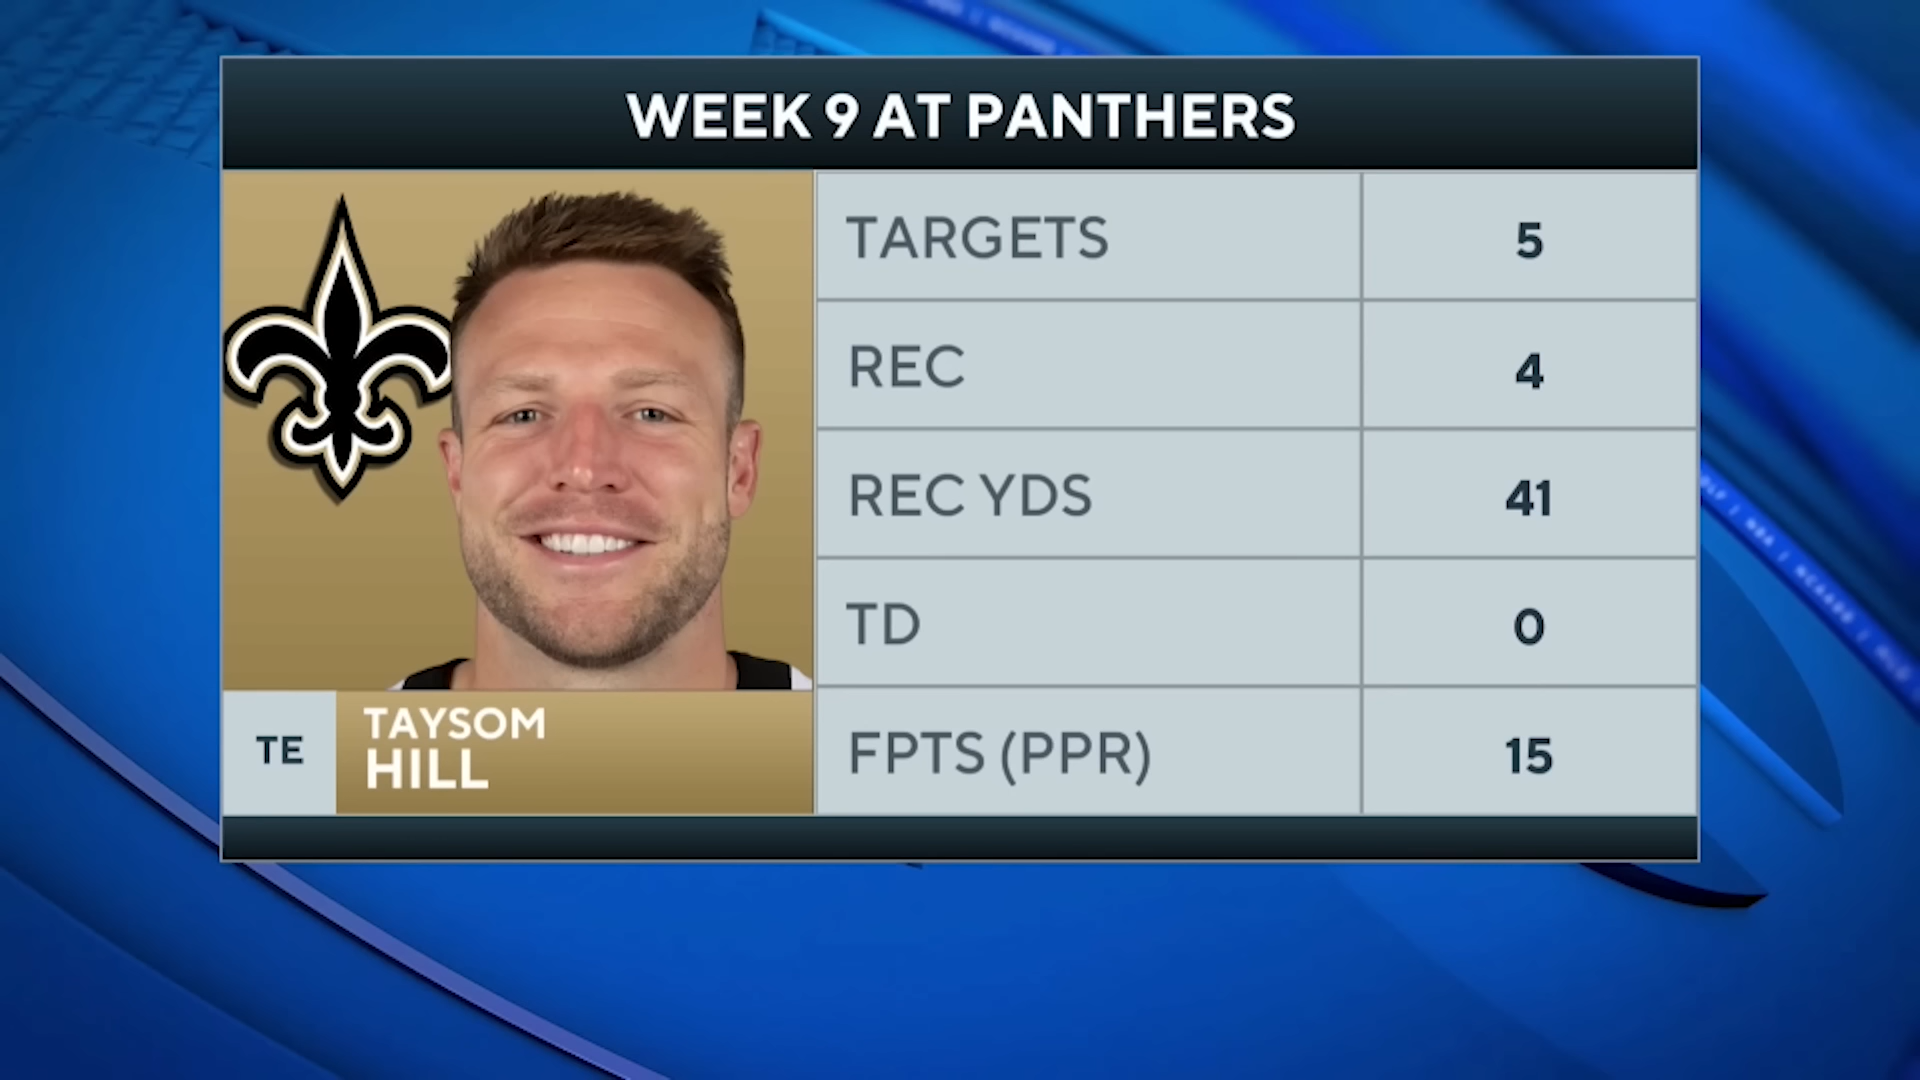 WEEK 9 AT PANTHERS
TARGETS 5
REC 4
REC YDS 41
TD 0
FPTS (PPR) 15
TE
TAYSOM
HILL